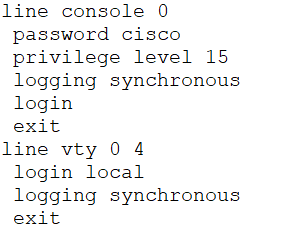 line console 0
 password cisco
 privilege level 15
 logging synchronous
 login
 exit
line vty 0 4
 login local
 logging synchronous
 exit